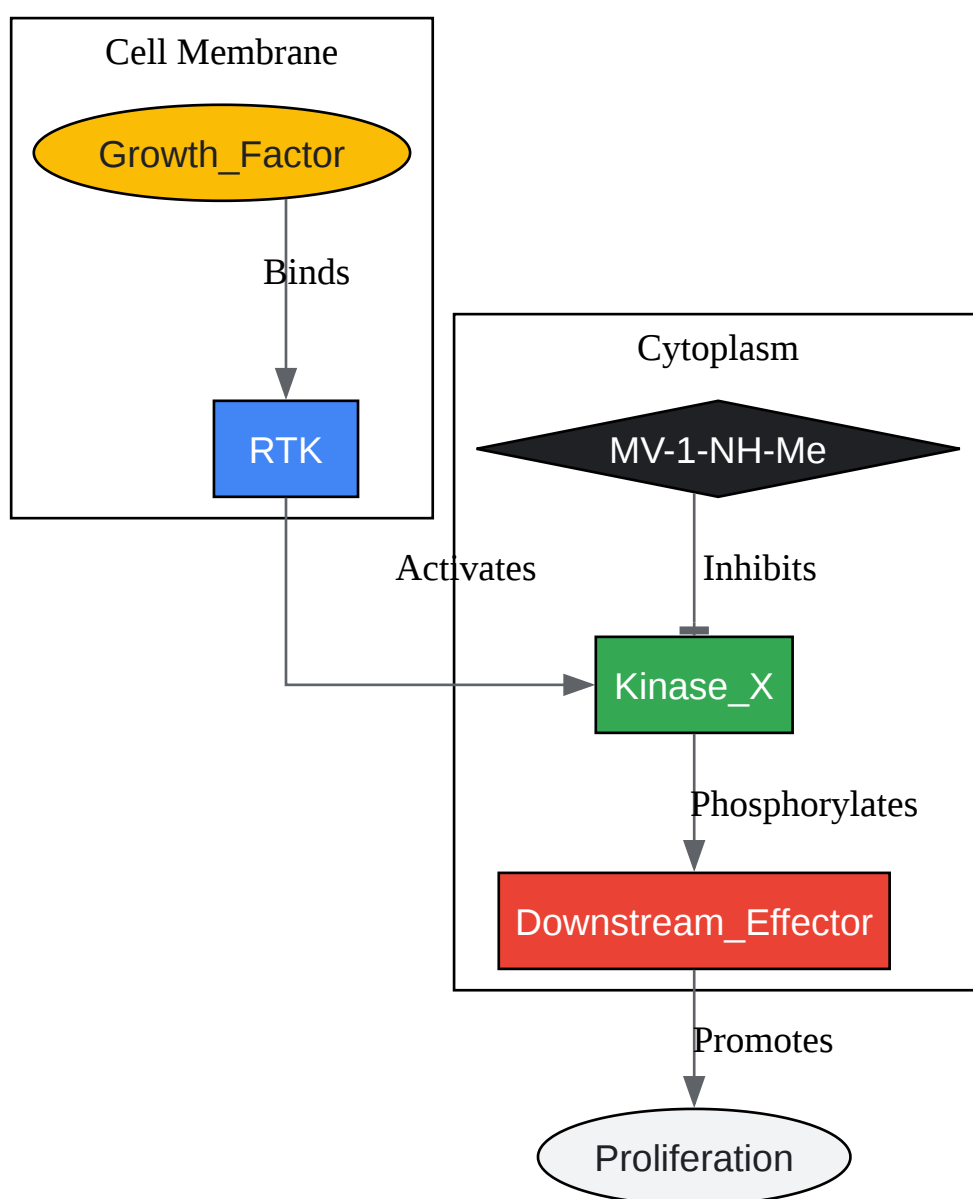 Cell Membrane
Growth_Factor
Binds
RTK
Cytoplasm
MV-1-NH-Me
Activates
Inhibits
Kinase_X
Phosphorylates
Downstream_Effector
Promotes
Proliferation